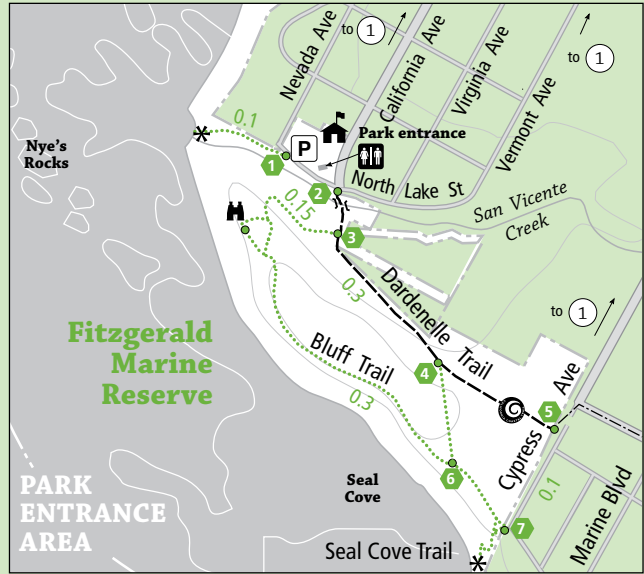 to 1
Nevada Ave
California Ave
Virginia Ave
Vermont Ave
to 1
0.1
Nye's
Rocks
P
Park entrance
1
2
North Lake St
San Vicente
Creek
0.15
3
to 1
0.3
Dardenelle Trail
Fitzgerald
Marine
Reserve
Bluff Trail
4
0.3
C
5
Cypress Ave
6
Seal
Cove
0.1
PARK
ENTRANCE
AREA
7
Marine Blvd
Seal Cove Trail